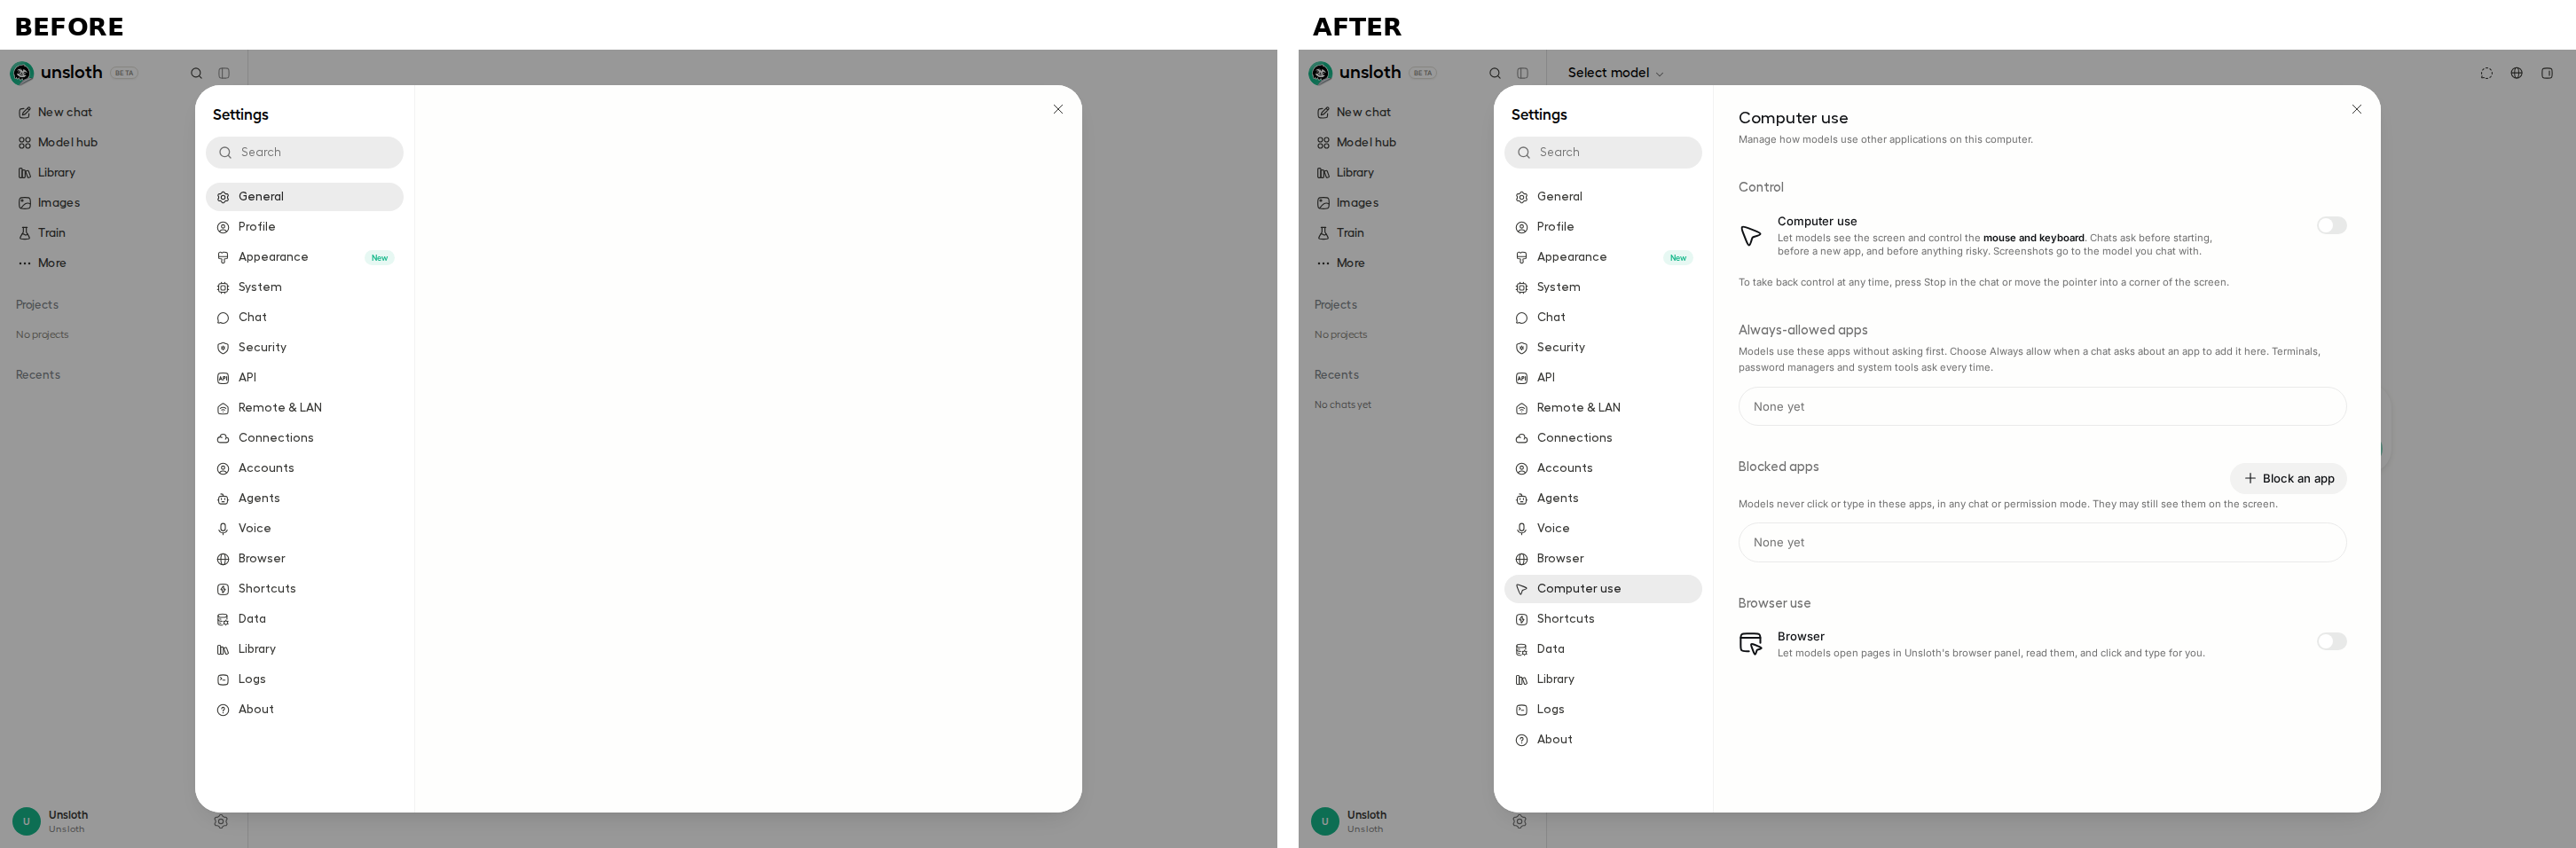 BEFORE
unsloth BETA
New chat
Model hub
Library
Images
Train
More
Projects
No projects
Recents
Unsloth
Unsloth
U
Settings
Search
General
Profile
Appearance New
System
Chat
Security
API
Remote & LAN
Connections
Accounts
Agents
Voice
Browser
Shortcuts
Data
Library
Logs
About
AFTER
unsloth BETA
Select model
New chat
Model hub
Library
Images
Train
More
Projects
No projects
Recents
No chats yet
Unsloth
Unsloth
U
Settings
Search
General
Profile
Appearance New
System
Chat
Security
API
Remote & LAN
Connections
Accounts
Agents
Voice
Browser
Computer use
Shortcuts
Data
Library
Logs
About
Computer use
Manage how models use other applications on this computer.
Control
Computer use
Let models see the screen and control the mouse and keyboard. Chats ask before starting,
before a new app, and before anything risky. Screenshots go to the model you chat with.
To take back control at any time, press Stop in the chat or move the pointer into a corner of the screen.
Always-allowed apps
Models use these apps without asking first. Choose Always allow when a chat asks about an app to add it here. Terminals,
password managers and system tools ask every time.
None yet
Blocked apps
Block an app
Models never click or type in these apps, in any chat or permission mode. They may still see them on the screen.
None yet
Browser use
Browser
Let models open pages in Unsloth's browser panel, read them, and click and type for you.